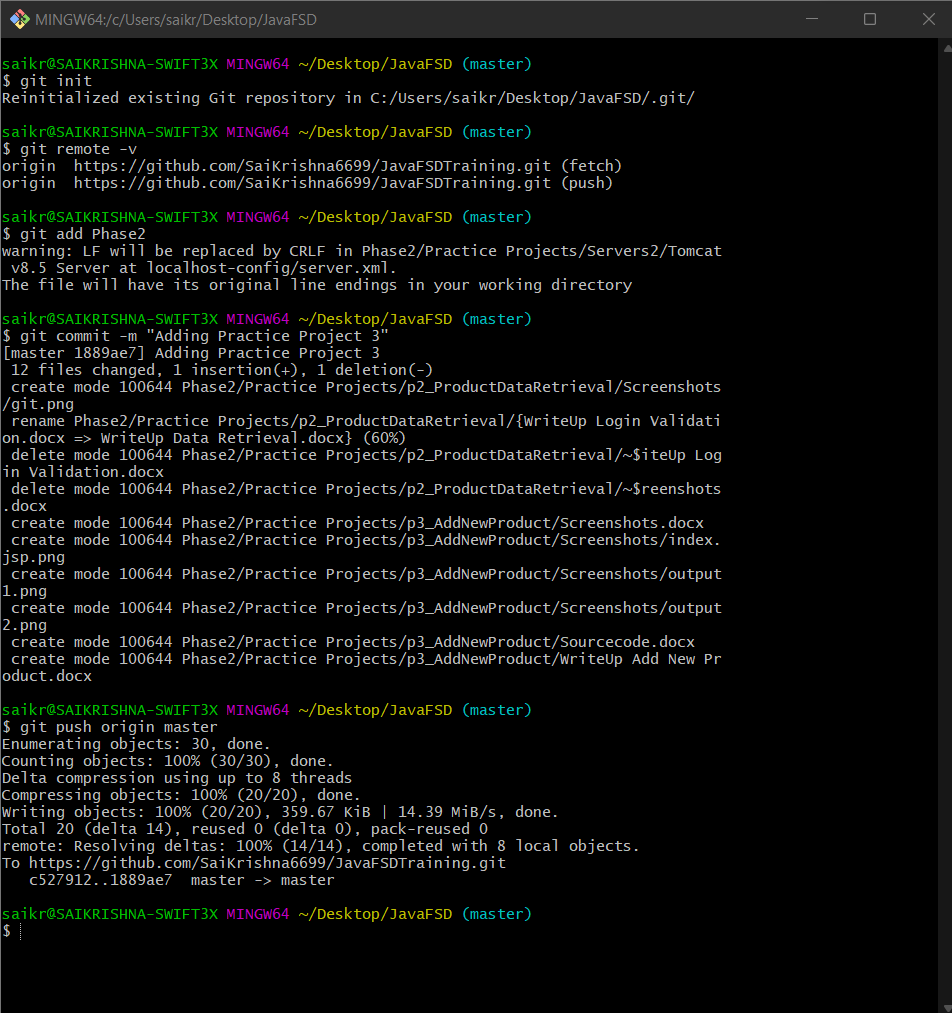 MINGW64:/c/Users/saikr/Desktop/JavaFSD
saikr@SAIKRISHNA-SWIFT3X MINGW64 ~/Desktop/JavaFSD (master)
$ git init
Reinitialized existing Git repository in C:/Users/saikr/Desktop/JavaFSD/.git/
saikr@SAIKRISHNA-SWIFT3X MINGW64 ~/Desktop/JavaFSD (master)
$ git remote -v
origin  https://github.com/SaiKrishna6699/JavaFSDTraining.git (fetch)
origin  https://github.com/SaiKrishna6699/JavaFSDTraining.git (push)
saikr@SAIKRISHNA-SWIFT3X MINGW64 ~/Desktop/JavaFSD (master)
$ git add Phase2
warning: LF will be replaced by CRLF in Phase2/Practice Projects/Servers2/Tomcat
 v8.5 Server at localhost-config/server.xml.
The file will have its original line endings in your working directory
saikr@SAIKRISHNA-SWIFT3X MINGW64 ~/Desktop/JavaFSD (master)
$ git commit -m "Adding Practice Project 3"
[master 1889ae7] Adding Practice Project 3
 12 files changed, 1 insertion(+), 1 deletion(-)
 create mode 100644 Phase2/Practice Projects/p2_ProductDataRetrieval/Screenshots
/git.png
 rename Phase2/Practice Projects/p2_ProductDataRetrieval/{WriteUp Login Validati
on.docx => WriteUp Data Retrieval.docx} (60%)
 delete mode 100644 Phase2/Practice Projects/p2_ProductDataRetrieval/~$iteUp Log
in Validation.docx
 delete mode 100644 Phase2/Practice Projects/p2_ProductDataRetrieval/~$reenshots
.docx
 create mode 100644 Phase2/Practice Projects/p3_AddNewProduct/Screenshots.docx
 create mode 100644 Phase2/Practice Projects/p3_AddNewProduct/Screenshots/index.
jsp.png
 create mode 100644 Phase2/Practice Projects/p3_AddNewProduct/Screenshots/output
1.png
 create mode 100644 Phase2/Practice Projects/p3_AddNewProduct/Screenshots/output
2.png
 create mode 100644 Phase2/Practice Projects/p3_AddNewProduct/Sourcecode.docx
 create mode 100644 Phase2/Practice Projects/p3_AddNewProduct/WriteUp Add New Pr
oduct.docx
saikr@SAIKRISHNA-SWIFT3X MINGW64 ~/Desktop/JavaFSD (master)
$ git push origin master
Enumerating objects: 30, done.
Counting objects: 100% (30/30), done.
Delta compression using up to 8 threads
Compressing objects: 100% (20/20), done.
Writing objects: 100% (20/20), 359.67 KiB | 14.39 MiB/s, done.
Total 20 (delta 14), reused 0 (delta 0), pack-reused 0
remote: Resolving deltas: 100% (14/14), completed with 8 local objects.
To https://github.com/SaiKrishna6699/JavaFSDTraining.git
   c527912..1889ae7  master -> master
saikr@SAIKRISHNA-SWIFT3X MINGW64 ~/Desktop/JavaFSD (master)
$